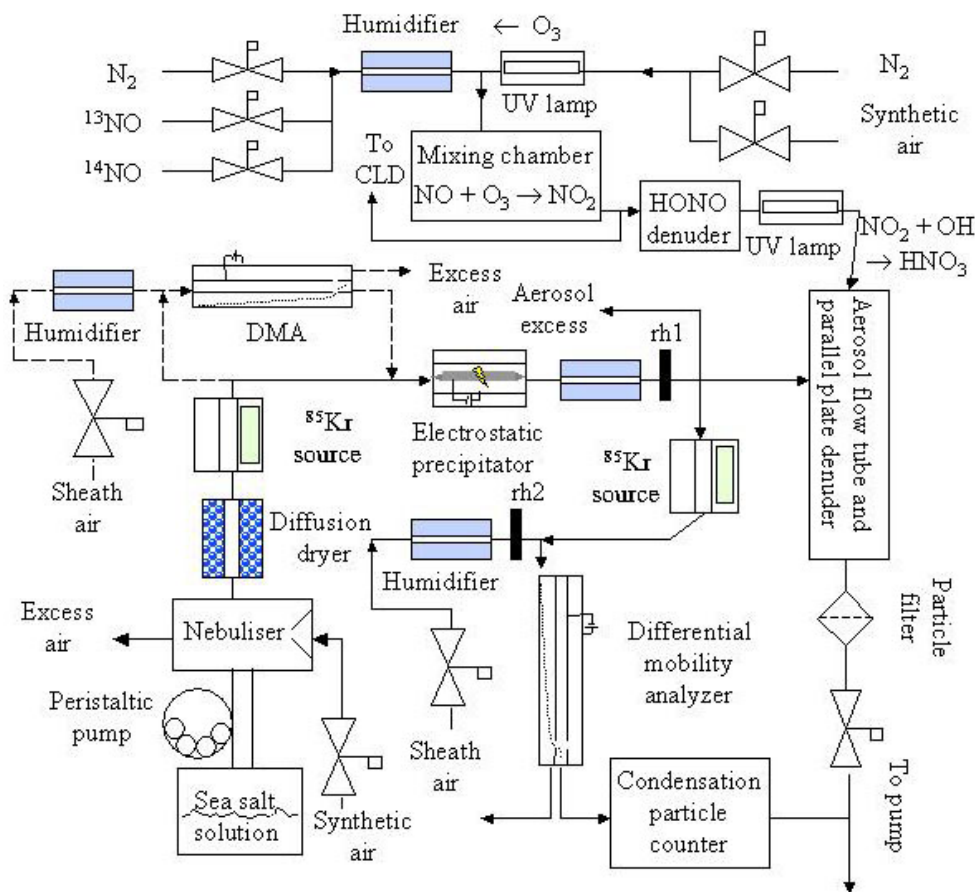 Humidifier
← O₃
N₂
¹³NO
¹⁴NO
UV lamp
N₂
Synthetic
air
To
CLD
Mixing chamber
NO + O₃ → NO₂
HONO
denuder
UV lamp
NO₂ + OH
→ HNO₃
Humidifier
DMA
Excess
air
Aerosol
excess
rh1
Sheath
air
⁸⁵Kr
source
Electrostatic
precipitator
⁸⁵Kr
source
Aerosol flow tube and
parallel plate denuder
rh2
Diffusion
dryer
Humidifier
Excess
air
Nebuliser
Peristaltic
pump
Sheath
air
Differential
mobility
analyzer
Particle
filter
Sea salt
solution
Synthetic
air
Condensation
particle
counter
To pump